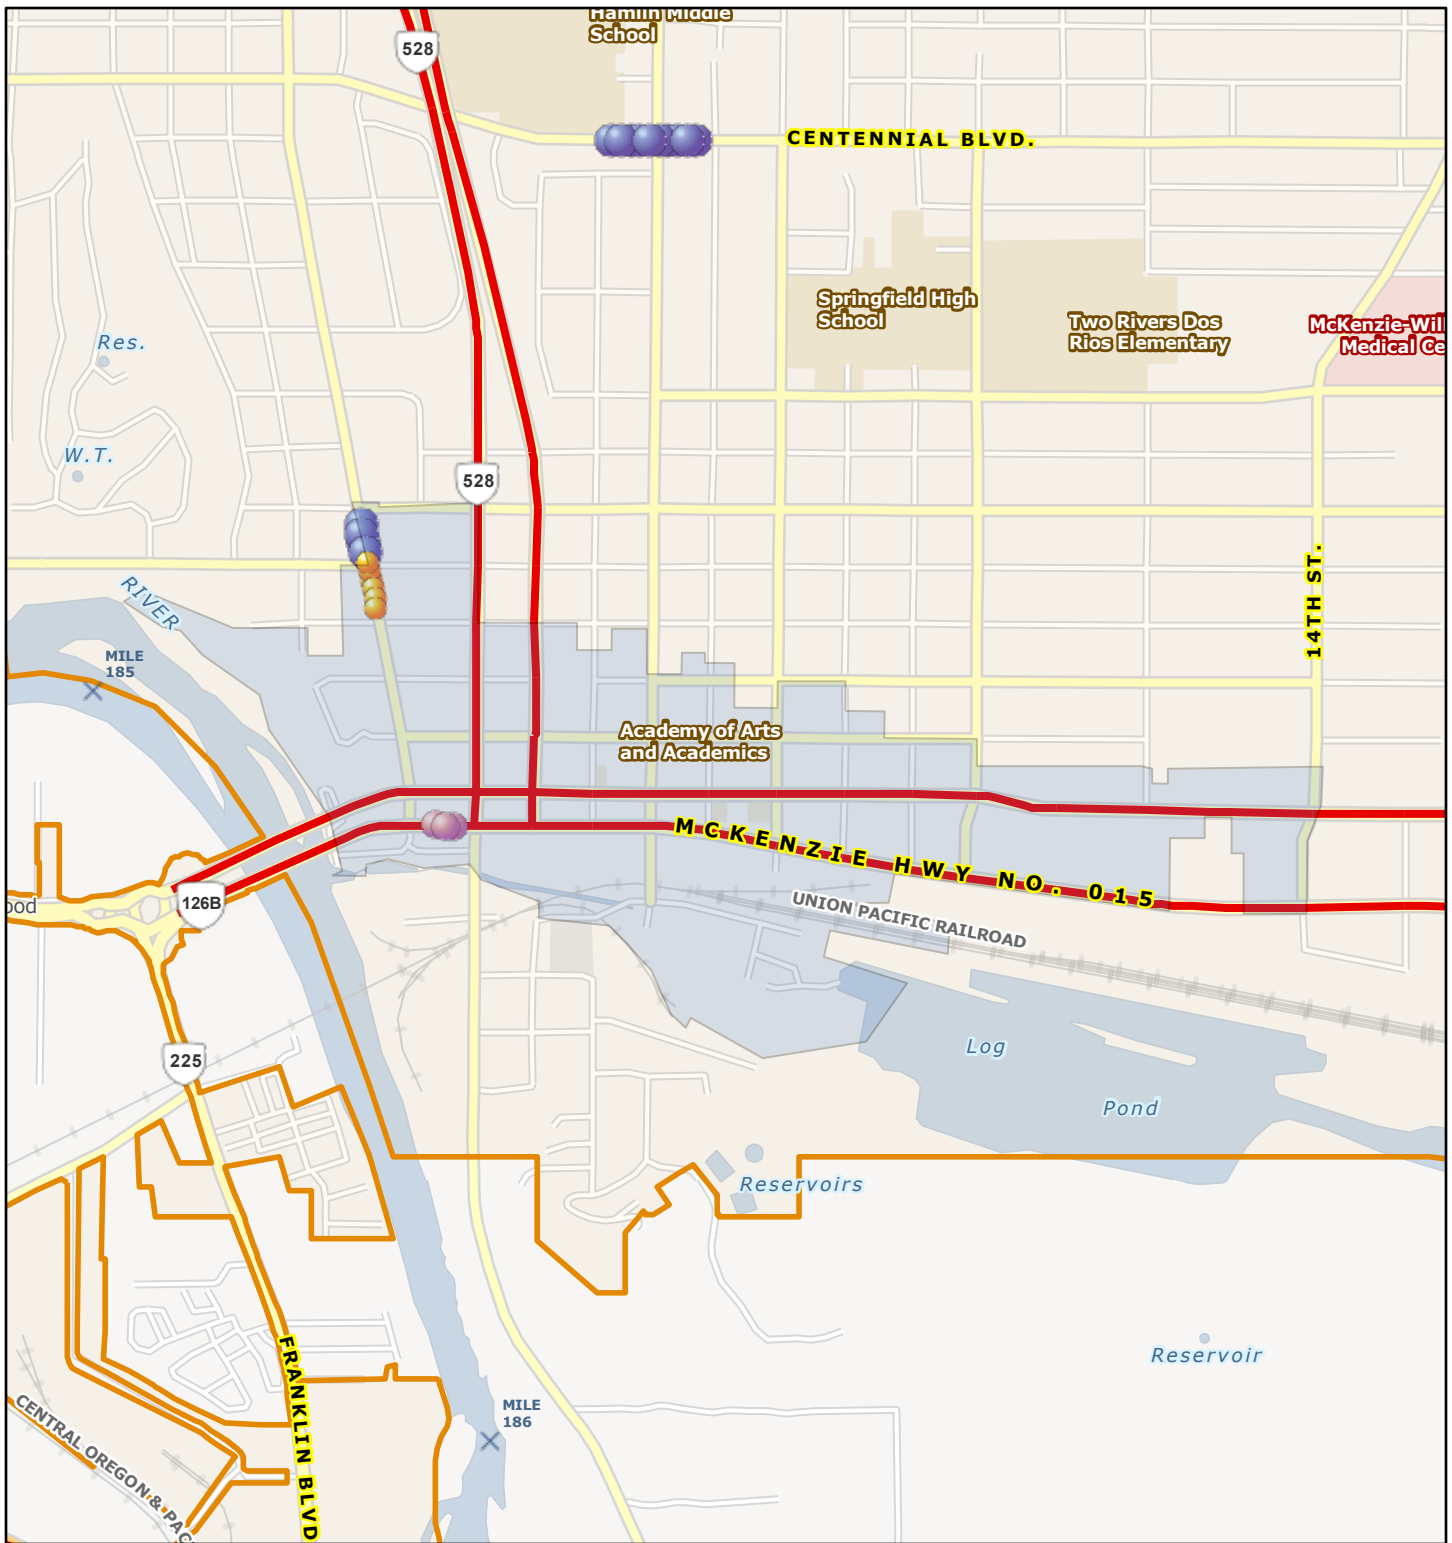 Hamlin Middle
School
528
CENTENNIAL BLVD.
Springfield High
School
Two Rivers Dos
Rios Elementary
McKenzie-Wil
Medical Ce
Res.
W.T.
528
14TH ST.
RIVER
MILE
185
Academy of Arts
and Academics
MCKENZIE HWY NO. 015
126B
ood
UNION PACIFIC RAILROAD
225
Log
Pond
Reservoirs
Reservoir
FRANKLIN BLVD
MILE
186
CENTRAL OREGON & PAC